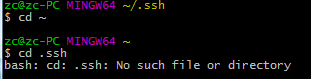 zc@zc-PC MINGW64 ~/.ssh
$ cd ~
zc@zc-PC MINGW64 ~
$ cd .ssh
bash: cd: .ssh: No such file or directory